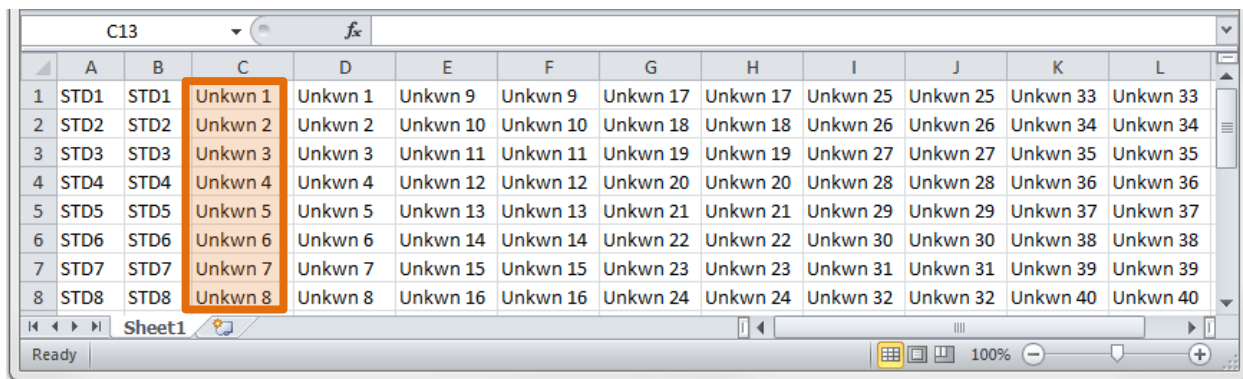 C13 fx
A B C D E F G H I J K L
1 STD1 STD1 Unkwn 1 Unkwn 1 Unkwn 9 Unkwn 9 Unkwn 17 Unkwn 17 Unkwn 25 Unkwn 25 Unkwn 33 Unkwn 33
2 STD2 STD2 Unkwn 2 Unkwn 2 Unkwn 10 Unkwn 10 Unkwn 18 Unkwn 18 Unkwn 26 Unkwn 26 Unkwn 34 Unkwn 34
3 STD3 STD3 Unkwn 3 Unkwn 3 Unkwn 11 Unkwn 11 Unkwn 19 Unkwn 19 Unkwn 27 Unkwn 27 Unkwn 35 Unkwn 35
4 STD4 STD4 Unkwn 4 Unkwn 4 Unkwn 12 Unkwn 12 Unkwn 20 Unkwn 20 Unkwn 28 Unkwn 28 Unkwn 36 Unkwn 36
5 STD5 STD5 Unkwn 5 Unkwn 5 Unkwn 13 Unkwn 13 Unkwn 21 Unkwn 21 Unkwn 29 Unkwn 29 Unkwn 37 Unkwn 37
6 STD6 STD6 Unkwn 6 Unkwn 6 Unkwn 14 Unkwn 14 Unkwn 22 Unkwn 22 Unkwn 30 Unkwn 30 Unkwn 38 Unkwn 38
7 STD7 STD7 Unkwn 7 Unkwn 7 Unkwn 15 Unkwn 15 Unkwn 23 Unkwn 23 Unkwn 31 Unkwn 31 Unkwn 39 Unkwn 39
8 STD8 STD8 Unkwn 8 Unkwn 8 Unkwn 16 Unkwn 16 Unkwn 24 Unkwn 24 Unkwn 32 Unkwn 32 Unkwn 40 Unkwn 40
Sheet1
Ready 100%